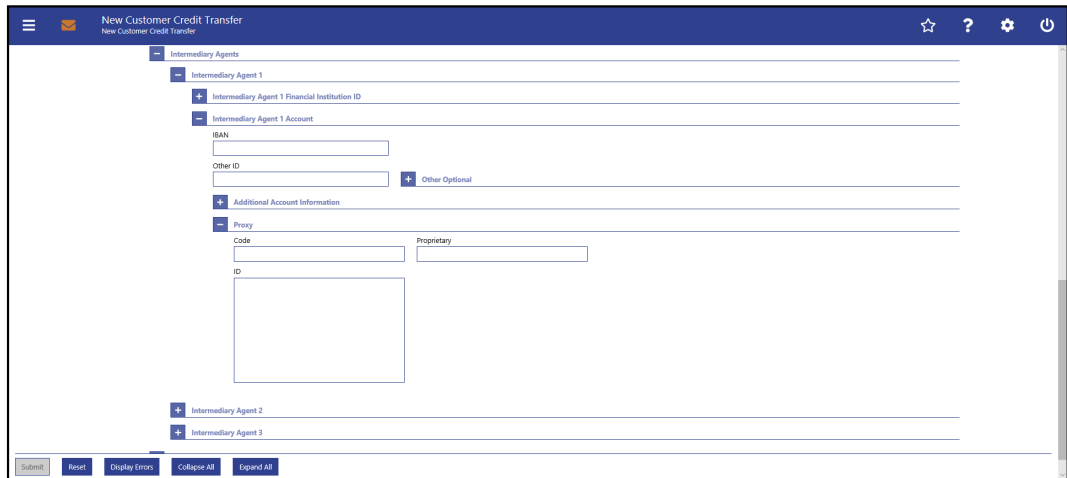 New Customer Credit Transfer
New Customer Credit Transfer
Intermediary Agents
Intermediary Agent 1
Intermediary Agent 1 Financial Institution ID
Intermediary Agent 1 Account
IBAN
Other ID
Other Optional
Additional Account Information
Proxy
Code Proprietary
ID
Intermediary Agent 2
Intermediary Agent 3
Submit Reset Display Errors Collapse All Expand All